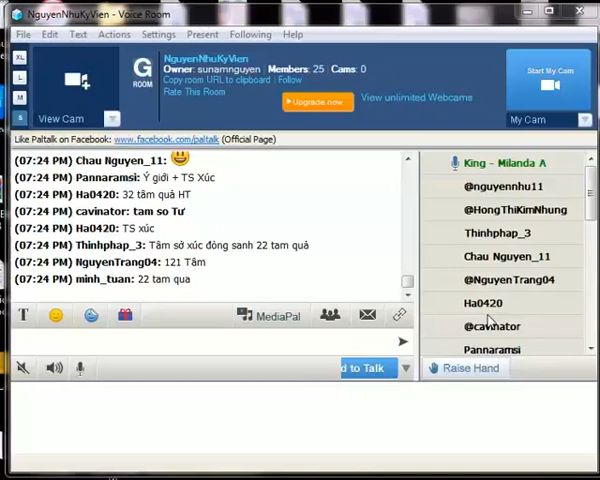 NguyenNhuKyVien - Voice Room
File Edit Text Actions Settings Present Following Help
XL
L
M
S
View Cam
G
ROOM
NguyenNhuKyVien
Owner: sunamnguyen Members: 25 Cams: 0
Copy room URL to clipboard Follow
Rate This Room
Upgrade now
View unlimited Webcams
Start My Cam
My Cam
Like Paltalk on Facebook: www.facebook.com/paltalk (Official Page)
(07:24 PM) Chau Nguyen_11:
(07:24 PM) Pannaramsi: Ý giới + TS Xúc
(07:24 PM) Ha0420: 32 tâm quả HT
(07:24 PM) cavinator: tam so Tư
(07:24 PM) Ha0420: TS xúc
(07:24 PM) Thinhphap_3: Tâm sở xúc đòng sanh 22 tam quả
(07:24 PM) NguyenTrang04: 121 Tâm
(07:24 PM) minh_tuan: 22 tam qua
King - Milanda A
@nguyennhu11
@HongThiKimNhung
Thinhphap_3
Chau Nguyen_11
@NguyenTrang04
Ha0420
@cavinator
Pannaramsi
T
MediaPal
d to Talk
Raise Hand